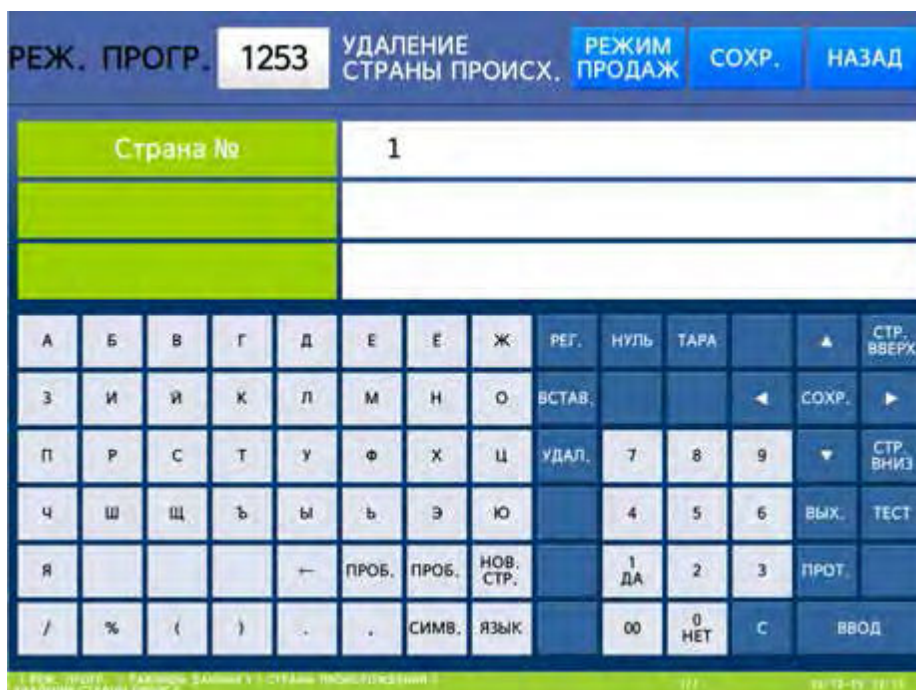 РЕЖ. ПРОГР. 1253 УДАЛЕНИЕ СТРАНЫ ПРОИСХ. РЕЖИМ ПРОДАЖ СОХР. НАЗАД
Страна № 1
А Б В Г Д Е Ё Ж РЕГ. НУЛЬ ТАРА ▲ СТР. ВВЕРХ
З И Й К Л М Н О ВСТАВ. ◀ СОХР. ▶
П Р С Т У Ф Х Ц УДАЛ. 7 8 9 ▼ СТР. ВНИЗ
Ч Ш Щ Ъ Ы Ь Э Ю 4 5 6 ВЫХ. ТЕСТ
Я ← ПРОБ. ПРОБ. НОВ. СТР. 1 ДА 2 3 ПРОТ.
/ % ( ) . , СИМВ. ЯЗЫК 00 0 НЕТ С ВВОД